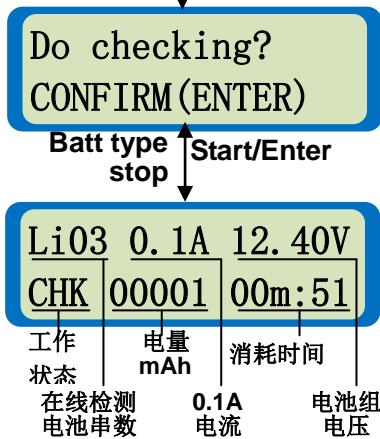 Do checking?
CONFIRM(ENTER)
Batt type
stop
Start/Enter
Li03 0.1A 12.40V
CHK 00001 00m:51
工作
状态
电量
mAh
消耗时间
在线检测
电池串数
0.1A
电流
电池组
电压